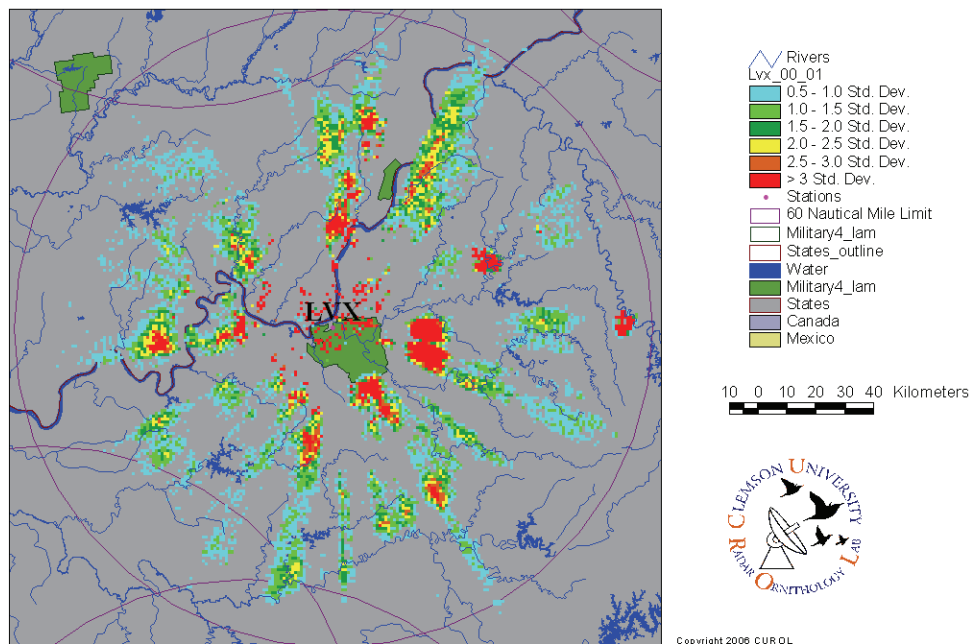 LVX
Rivers
Lvx_00_01
0.5 - 1.0 Std. Dev.
1.0 - 1.5 Std. Dev.
1.5 - 2.0 Std. Dev.
2.0 - 2.5 Std. Dev.
2.5 - 3.0 Std. Dev.
> 3 Std. Dev.
Stations
60 Nautical Mile Limit
Military4_lam
States_outline
Water
Military4_lam
States
Canada
Mexico
10 0 10 20 30 40 Kilometers
CLEMSON UNIVERSITY
RADAR ORNITHOLOGY LAB
Copyright 2006 CUROL